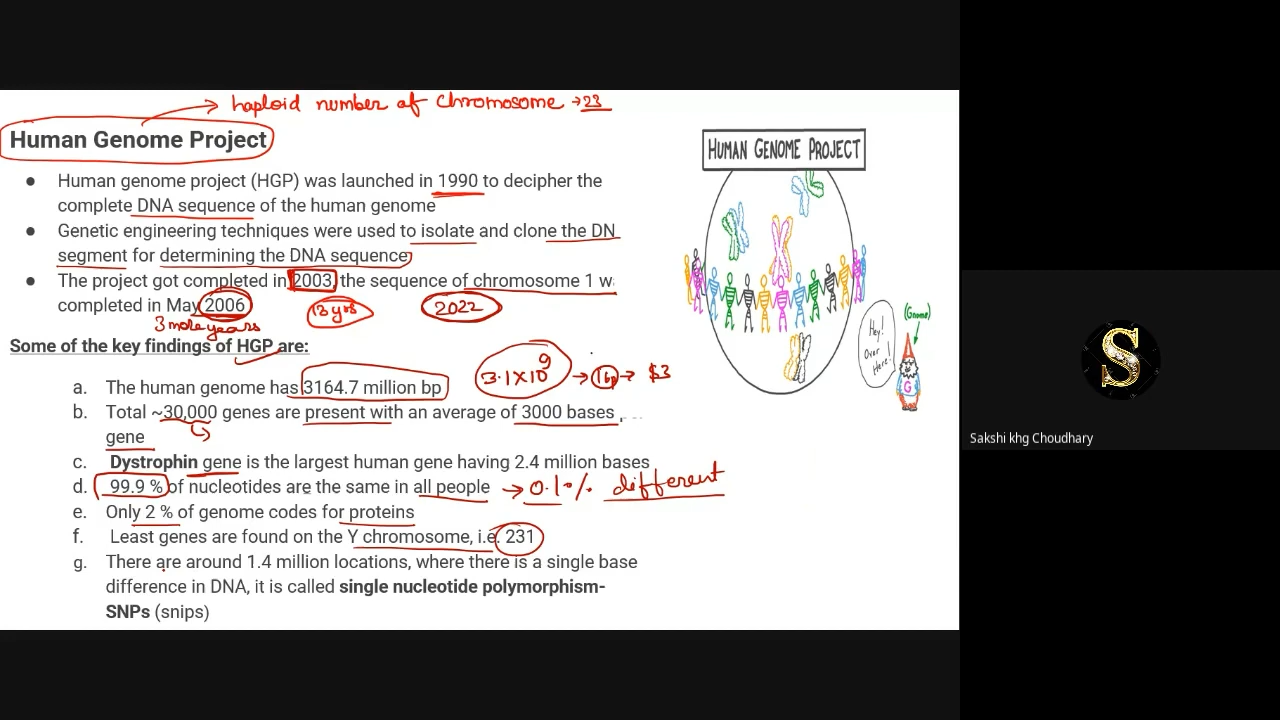 haploid number of chromosome → 23
Human Genome Project
HUMAN GENOME PROJECT
● Human genome project (HGP) was launched in 1990 to decipher the
complete DNA sequence of the human genome
● Genetic engineering techniques were used to isolate and clone the DN
segment for determining the DNA sequence
● The project got completed in 2003, the sequence of chromosome 1 w
completed in May 2006
13 yrs
2022
3 more years
Some of the key findings of HGP are:
a. The human genome has 3164.7 million bp
3.1 x 10⁹ → 1bp → $3
b. Total ~30,000 genes are present with an average of 3000 bases
gene
c. Dystrophin gene is the largest human gene having 2.4 million bases
d. 99.9 % of nucleotides are the same in all people → 0.1% different
e. Only 2 % of genome codes for proteins
f. Least genes are found on the Y chromosome, i.e. 231
g. There are around 1.4 million locations, where there is a single base
difference in DNA, it is called single nucleotide polymorphism-
SNPs (snips)
(Gnome)
Hey!
Over
Here!
G
S
Sakshi khg Choudhary